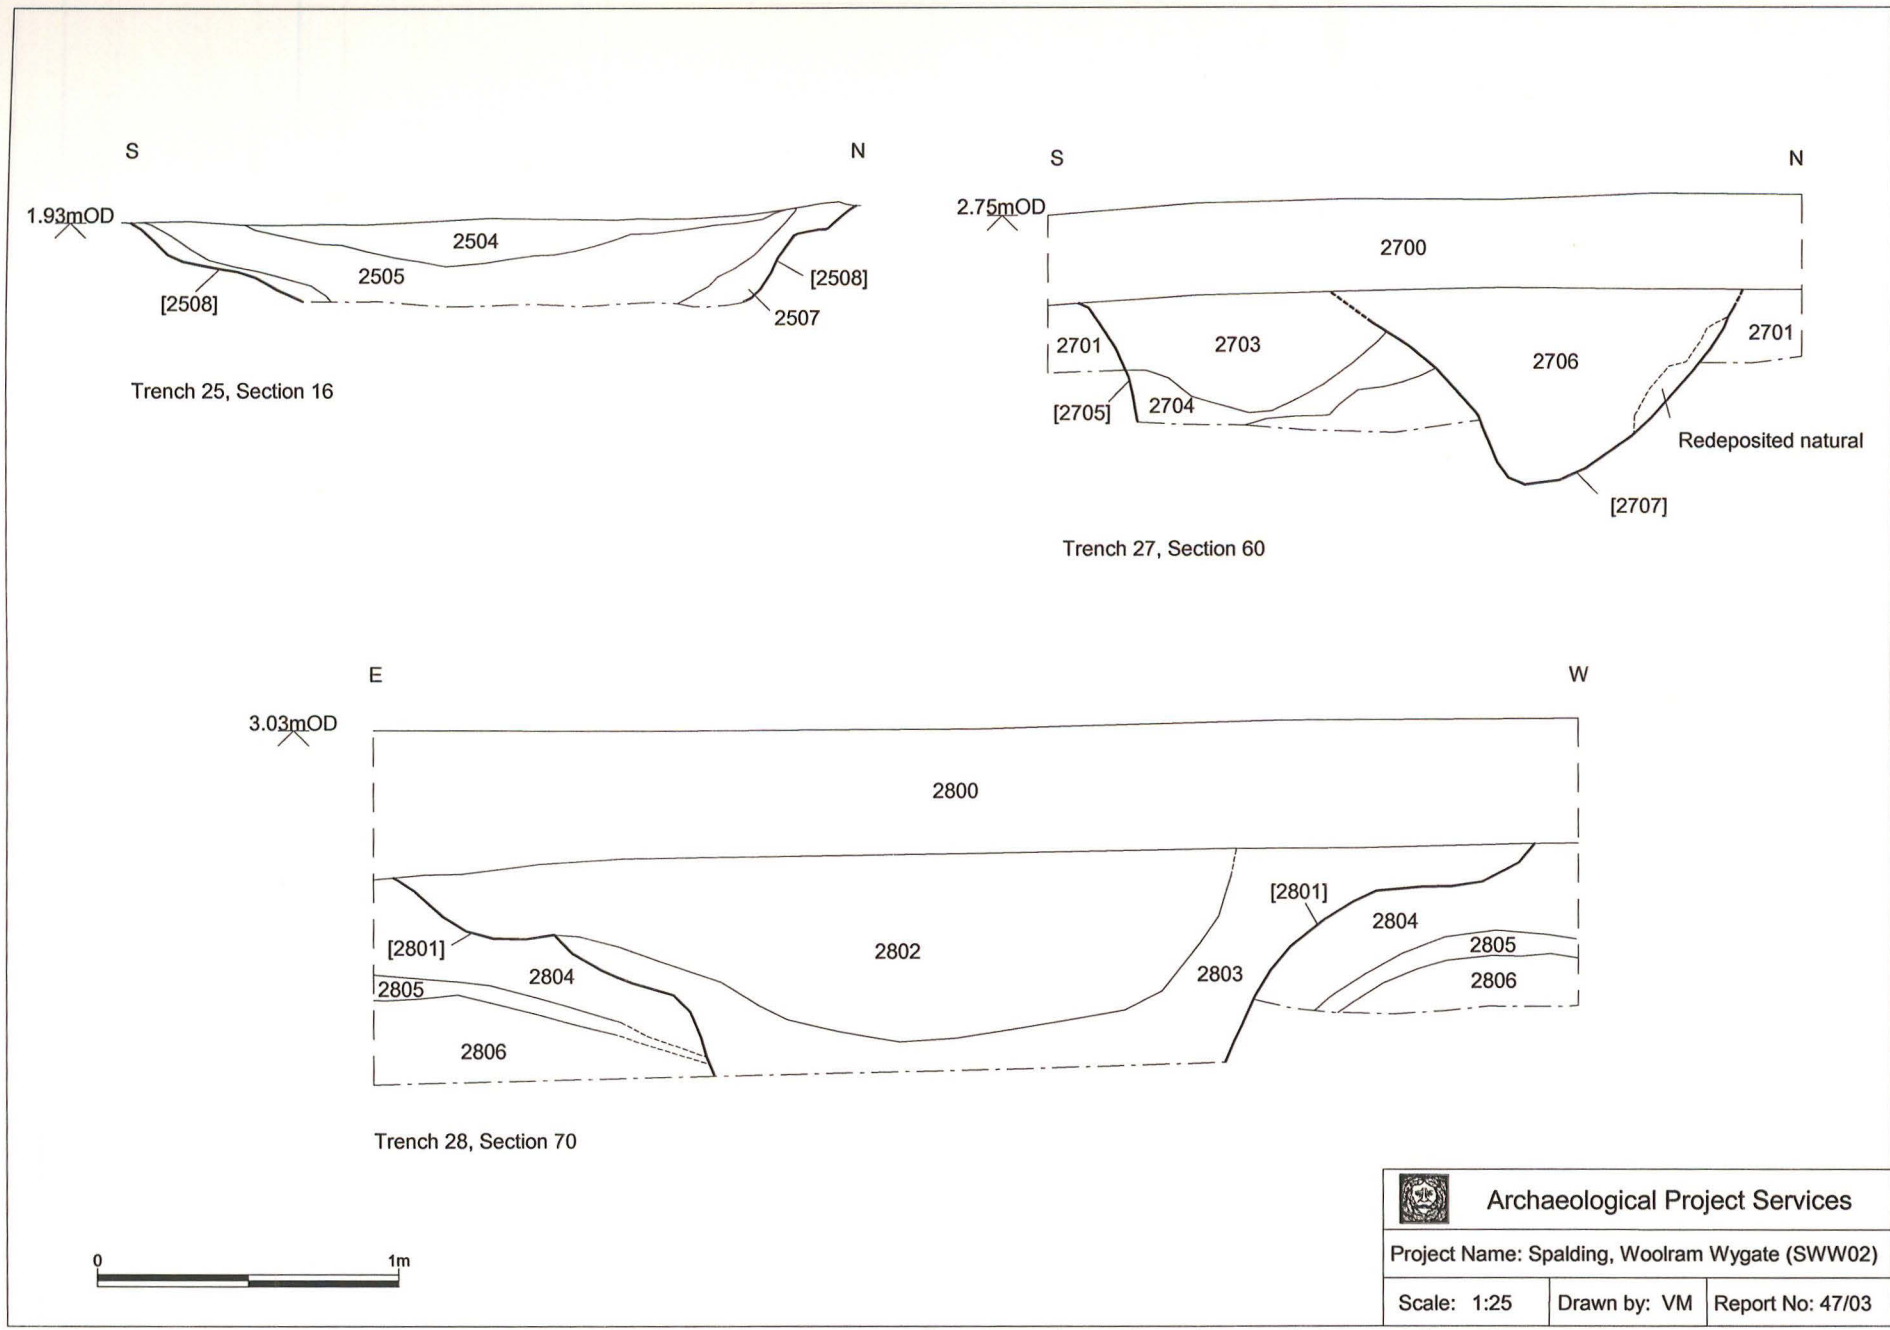 S
N
1.93mOD
2504
2505
[2508]
[2508]
2507
Trench 25, Section 16
S
N
2.75mOD
2700
2701
2703
2706
2701
[2705]
2704
Redeposited natural
[2707]
Trench 27, Section 60
E
W
3.03mOD
2800
[2801]
[2801]
2804
2802
2804
2805
2803
2805
2806
2806
Trench 28, Section 70
0
1m
Archaeological Project Services
Project Name: Spalding, Woolram Wygate (SWW02)
Scale: 1:25
Drawn by: VM
Report No: 47/03